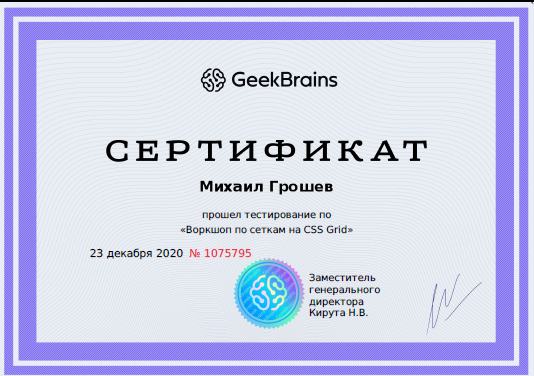 GeekBrains
СЕРТИФИКАТ
Михаил Грошев
прошел тестирование по
«Воркшоп по сеткам на CSS Grid»
23 декабря 2020 № 1075795
Заместитель
генерального
директора
Кирута Н.В.